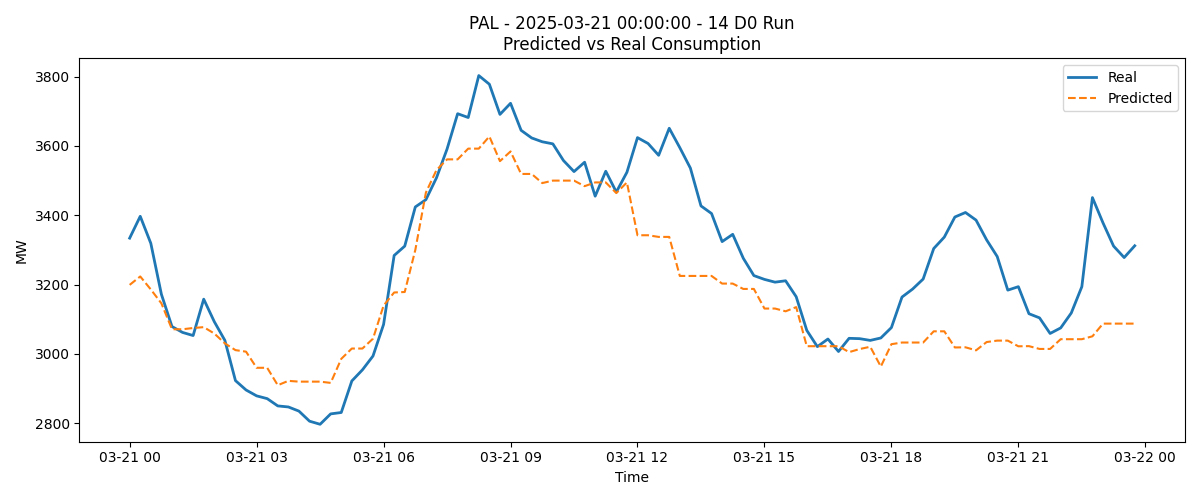 PAL - 2025-03-21 00:00:00 - 14 D0 Run
Predicted vs Real Consumption
Real
Predicted
MW
3800
3600
3400
3200
3000
2800
03-21 00
03-21 03
03-21 06
03-21 09
03-21 12
03-21 15
03-21 18
03-21 21
03-22 00
Time